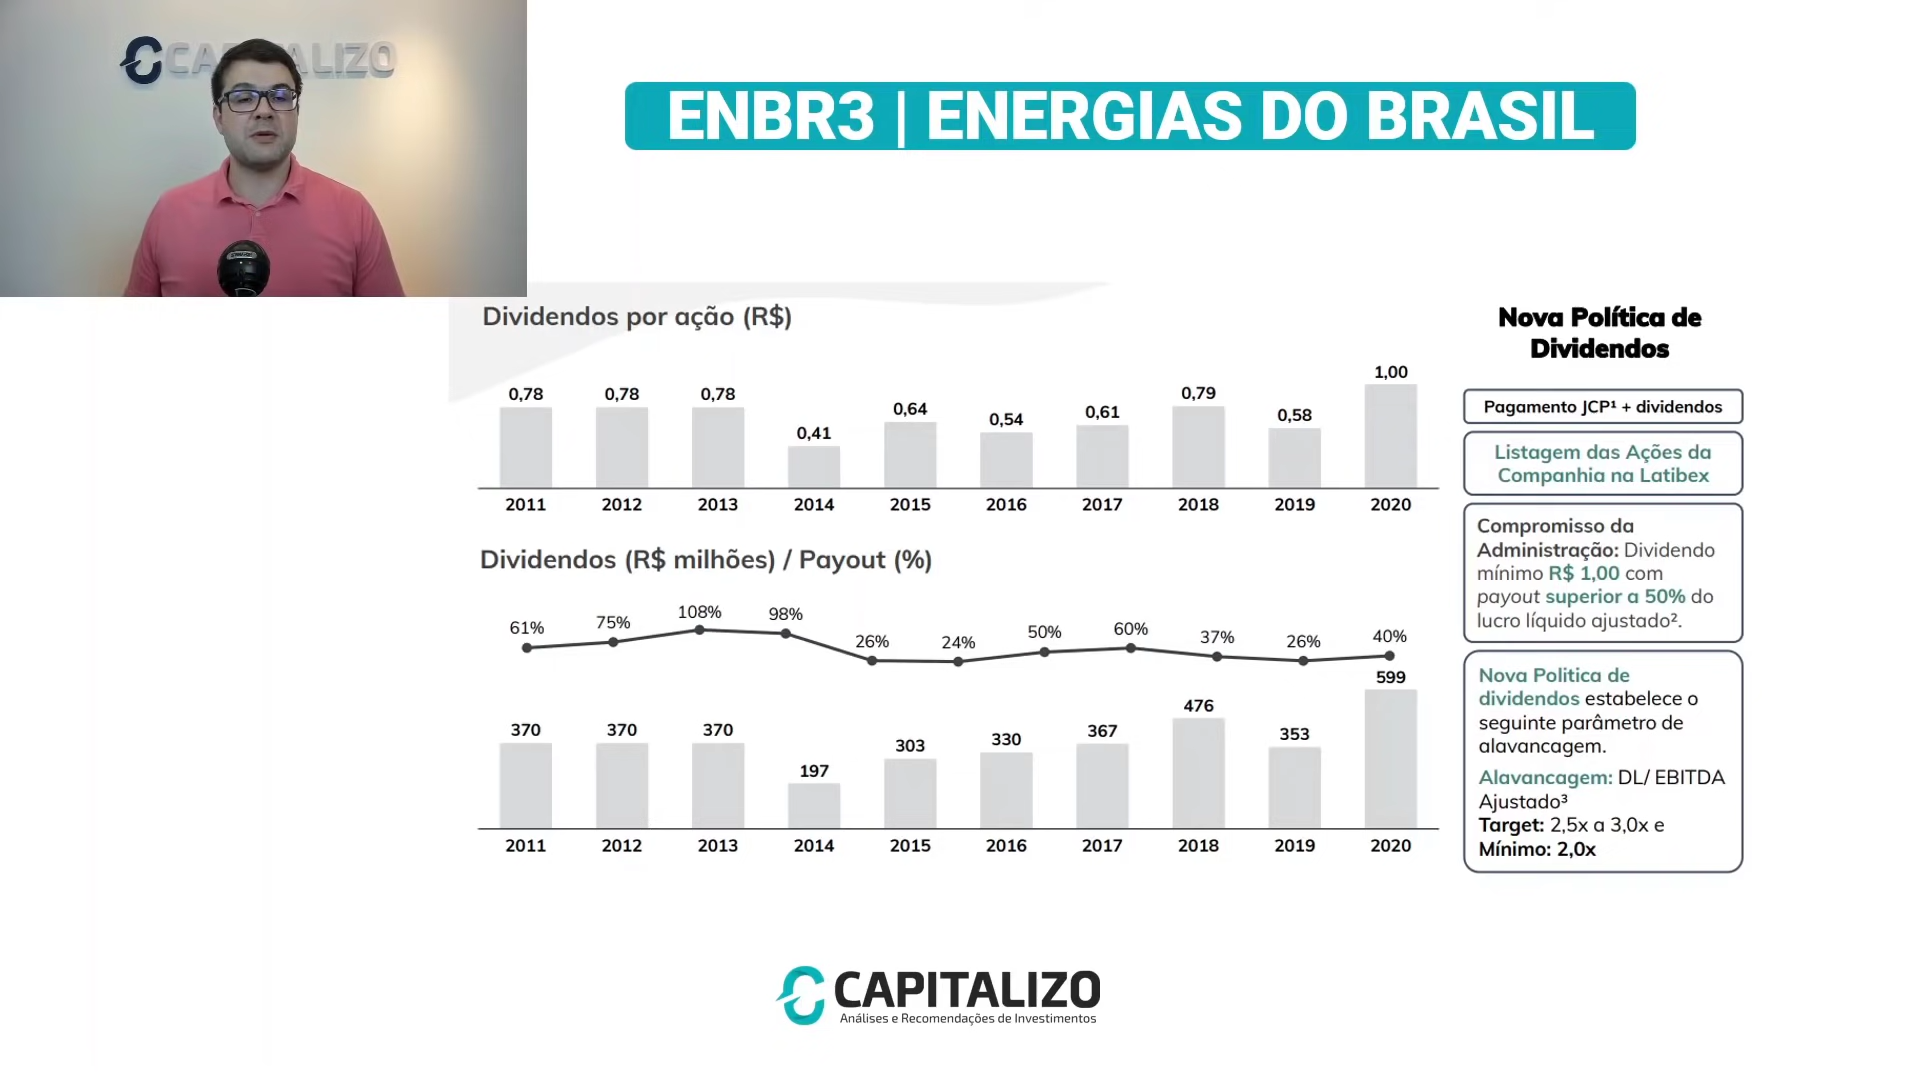 CAPITALIZO
ENBR3 | ENERGIAS DO BRASIL
Dividendos por ação (R$)
0,78 0,78 0,78 0,41 0,64 0,54 0,61 0,79 0,58 1,00
2011 2012 2013 2014 2015 2016 2017 2018 2019 2020
Dividendos (R$ milhões) / Payout (%)
61% 75% 108% 98% 26% 24% 50% 60% 37% 26% 40%
370 370 370 197 303 330 367 476 353 599
2011 2012 2013 2014 2015 2016 2017 2018 2019 2020
Nova Política de
Dividendos
Pagamento JCP¹ + dividendos
Listagem das Ações da
Companhia na Latibex
Compromisso da
Administração: Dividendo
mínimo R$ 1,00 com
payout superior a 50% do
lucro líquido ajustado².
Nova Politica de
dividendos estabelece o
seguinte parâmetro de
alavancagem.
Alavancagem: DL/ EBITDA
Ajustado³
Target: 2,5x a 3,0x e
Mínimo: 2,0x
CAPITALIZO
Análises e Recomendações de Investimentos